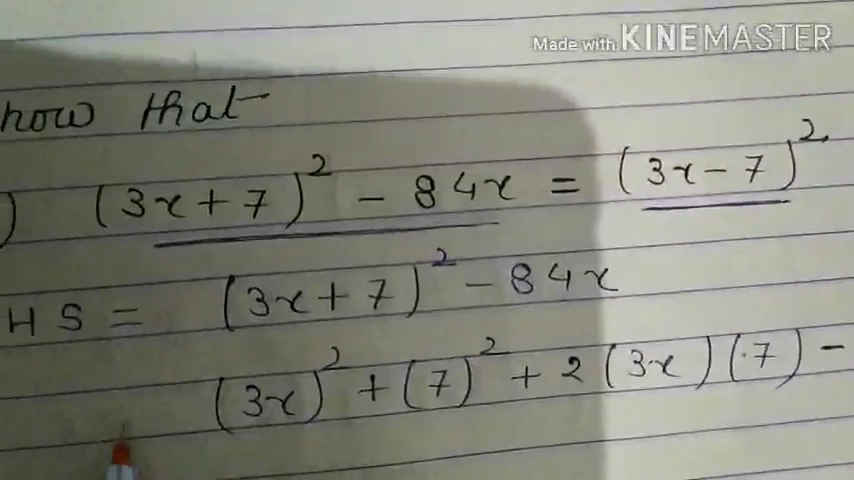 Made with KINEMASTER
how that
) (3x + 7)² - 84x = (3x - 7)².
HS = (3x + 7)² - 84x
(3x)² + (7)² + 2 (3x) (7) -